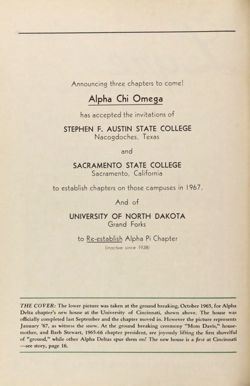 Announcing three chapters to come!
Alpha Chi Omega
has accepted the invitations of
STEPHEN F. AUSTIN STATE COLLEGE
Nacogdoches, Texas
and
SACRAMENTO STATE COLLEGE
Sacramento, California
to establish chapters on those campuses in 1967.
And of
UNIVERSITY OF NORTH DAKOTA
Grand Forks
to Re-establish Alpha Pi Chapter
(inactive since 1938)
THE COVER: The lower picture was taken at the ground breaking, October 1965, for Alpha
Delta chapter's new house at the University of Cincinnati, shown above. The house was
officially completed last September and the chapter moved in. However the picture represents
January '67, as witness the snow. At the ground breaking ceremony "Mom Davis," house-
mother, and Barb Stewart, 1965-66 chapter president, are joyously lifting the first shovelful
of "ground," while other Alpha Deltas spur them on! The new house is a first at Cincinnati
—see story, page 18.